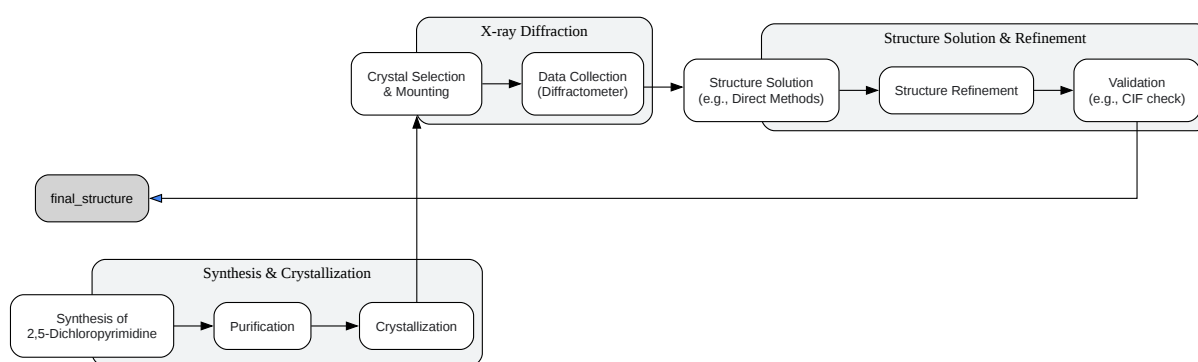 X-ray Diffraction
Crystal Selection
& Mounting
Data Collection
(Diffractometer)
Structure Solution & Refinement
Structure Solution
(e.g., Direct Methods)
Structure Refinement
Validation
(e.g., CIF check)
final_structure
Synthesis & Crystallization
Synthesis of
2,5-Dichloropyrimidine
Purification
Crystallization